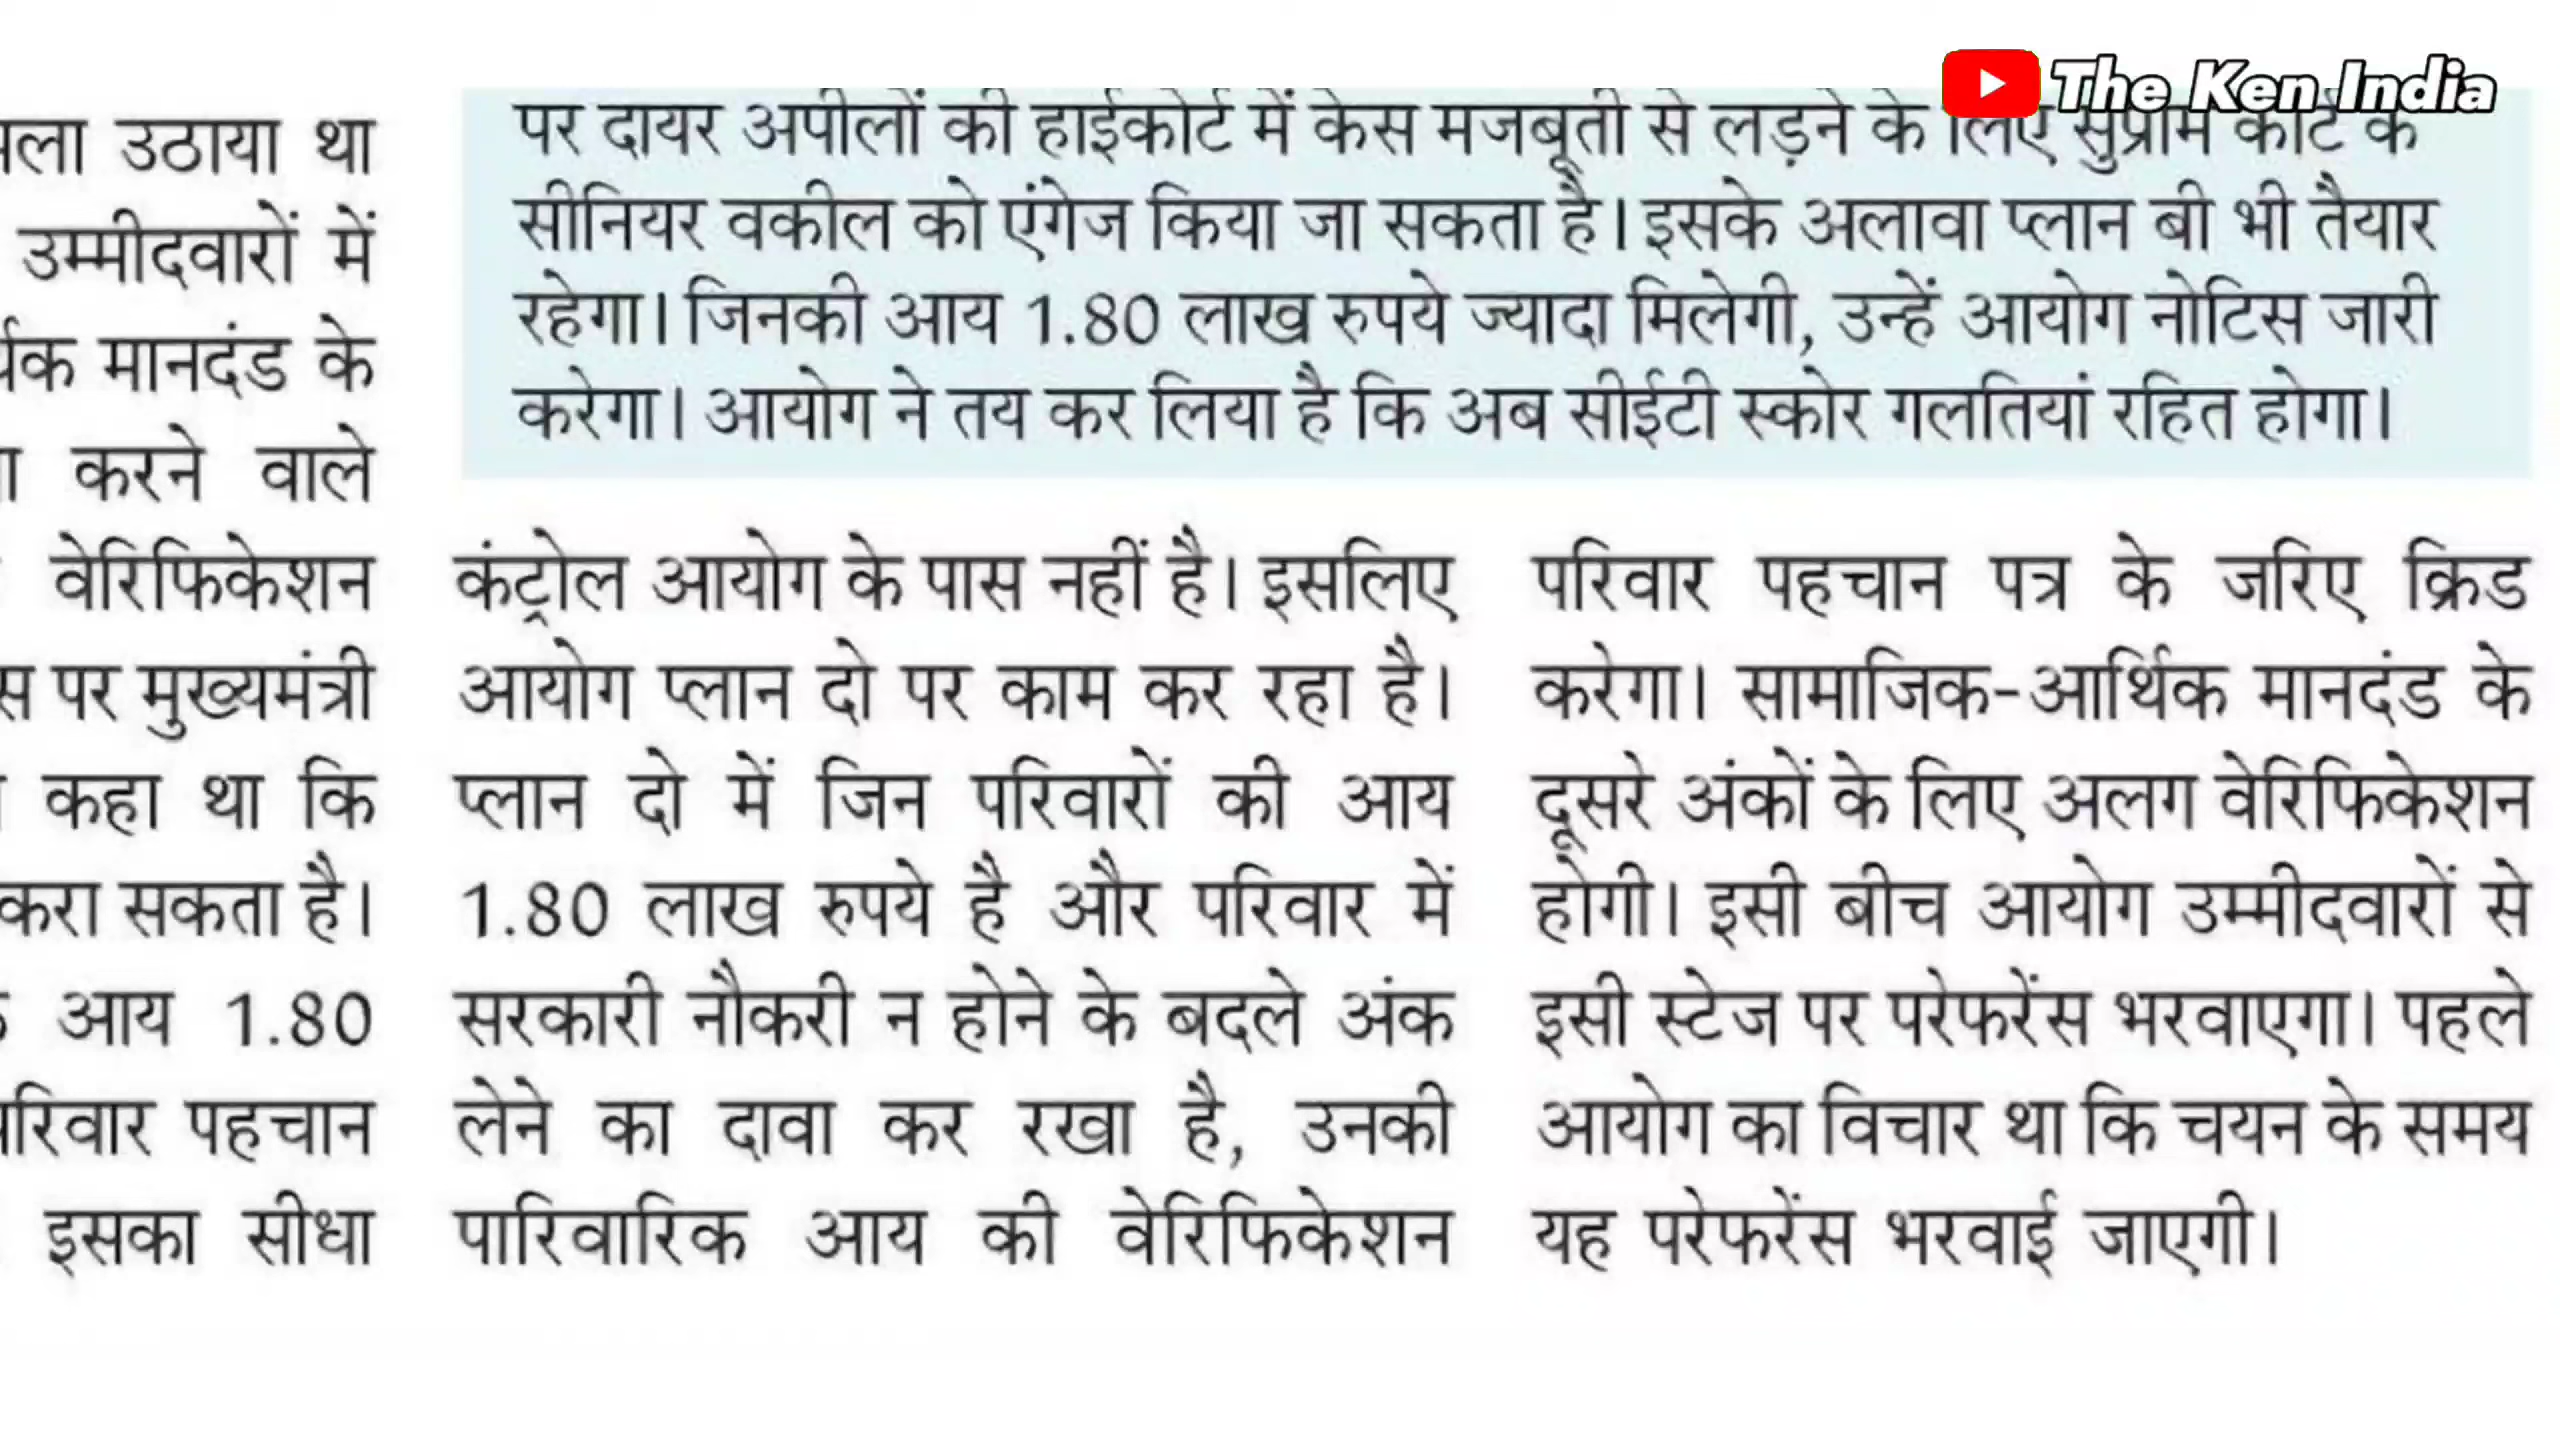 The Ken India
उठाया था
उम्मीदवारों में
मानदंड के
करने वाले
वेरिफिकेशन
पर मुख्यमंत्री
कहा था कि
करा सकता है।
आय 1.80
पहचान
इसका सीधा
पर दायर अपीलों की हाईकोर्ट में केस मजबूती से लड़ने के लिए सुप्रीम कोर्ट के
सीनियर वकील को एंगेज किया जा सकता है। इसके अलावा प्लान बी भी तैयार
रहेगा। जिनकी आय 1.80 लाख रुपये ज्यादा मिलेगी, उन्हें आयोग नोटिस जारी
करेगा। आयोग ने तय कर लिया है कि अब सीईटी स्कोर गलतियां रहित होगा।
कंट्रोल आयोग के पास नहीं है। इसलिए
आयोग प्लान दो पर काम कर रहा है।
प्लान दो में जिन परिवारों की आय
1.80 लाख रुपये है और परिवार में
सरकारी नौकरी न होने के बदले अंक
लेने का दावा कर रखा है, उनकी
पारिवारिक आय की वेरिफिकेशन
परिवार पहचान पत्र के जरिए क्रिड
करेगा। सामाजिक-आर्थिक मानदंड के
दूसरे अंकों के लिए अलग वेरिफिकेशन
होगी। इसी बीच आयोग उम्मीदवारों से
इसी स्टेज पर परेफरेंस भरवाएगा। पहले
आयोग का विचार था कि चयन के समय
यह परेफरेंस भरवाई जाएगी।